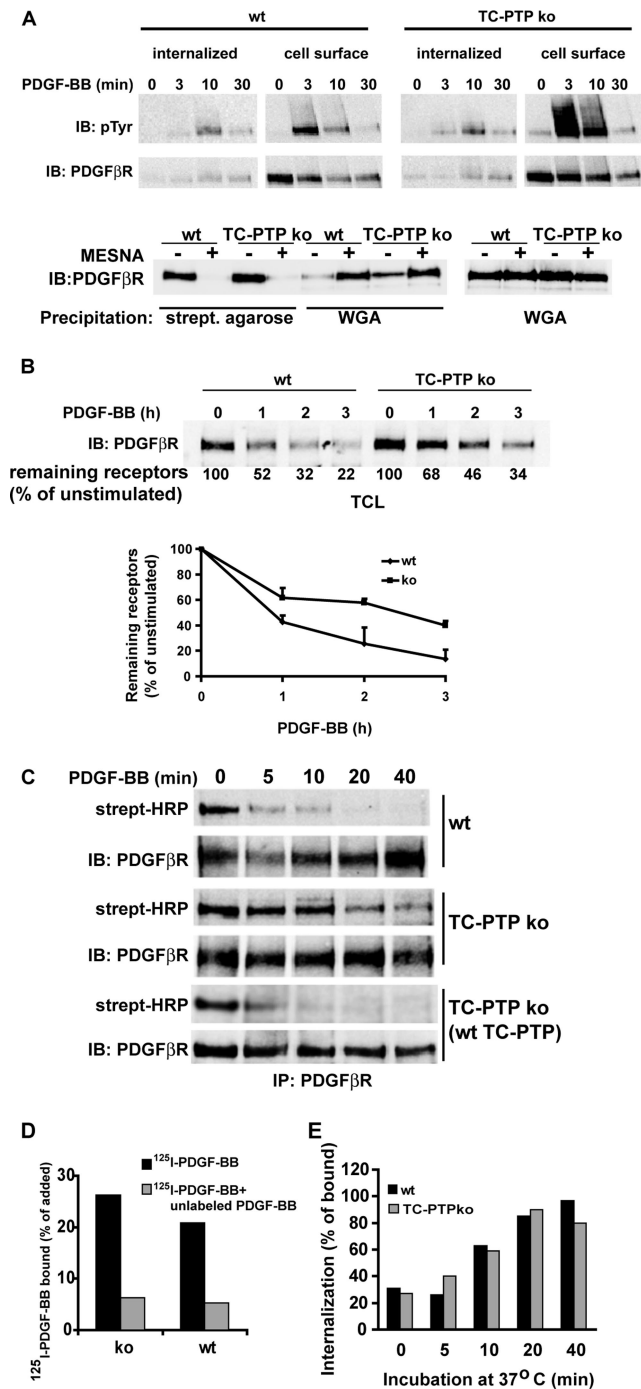 A
wt TC-PTP ko
internalized cell surface internalized cell surface
PDGF-BB (min) 0 3 10 30 0 3 10 30 0 3 10 30 0 3 10 30
IB: pTyr
IB: PDGFβR
wt TC-PTP ko wt TC-PTP ko wt TC-PTP ko
MESNA - + - + - + - + - + - +
IB:PDGFβR
Precipitation: strept. agarose WGA WGA
B
wt TC-PTP ko
PDGF-BB (h) 0 1 2 3 0 1 2 3
IB: PDGFβR
remaining receptors 100 52 32 22 100 68 46 34
(% of unstimulated)
TCL
Remaining receptors
(% of unstimulated)
100
80
60
40
20
0
wt
ko
0 1 2 3
PDGF-BB (h)
C
PDGF-BB (min) 0 5 10 20 40
strept-HRP
IB: PDGFβR
wt
strept-HRP
IB: PDGFβR
TC-PTP ko
strept-HRP
IB: PDGFβR
TC-PTP ko
(wt TC-PTP)
IP: PDGFβR
D
125I-PDGF-BB bound (% of added)
30
20
10
0
125I-PDGF-BB
125I-PDGF-BB+
unlabeled PDGF-BB
ko wt
E
Internalization (% of bound)
120
100
80
60
40
20
0
wt
TC-PTPko
0 5 10 20 40
Incubation at 37° C (min)